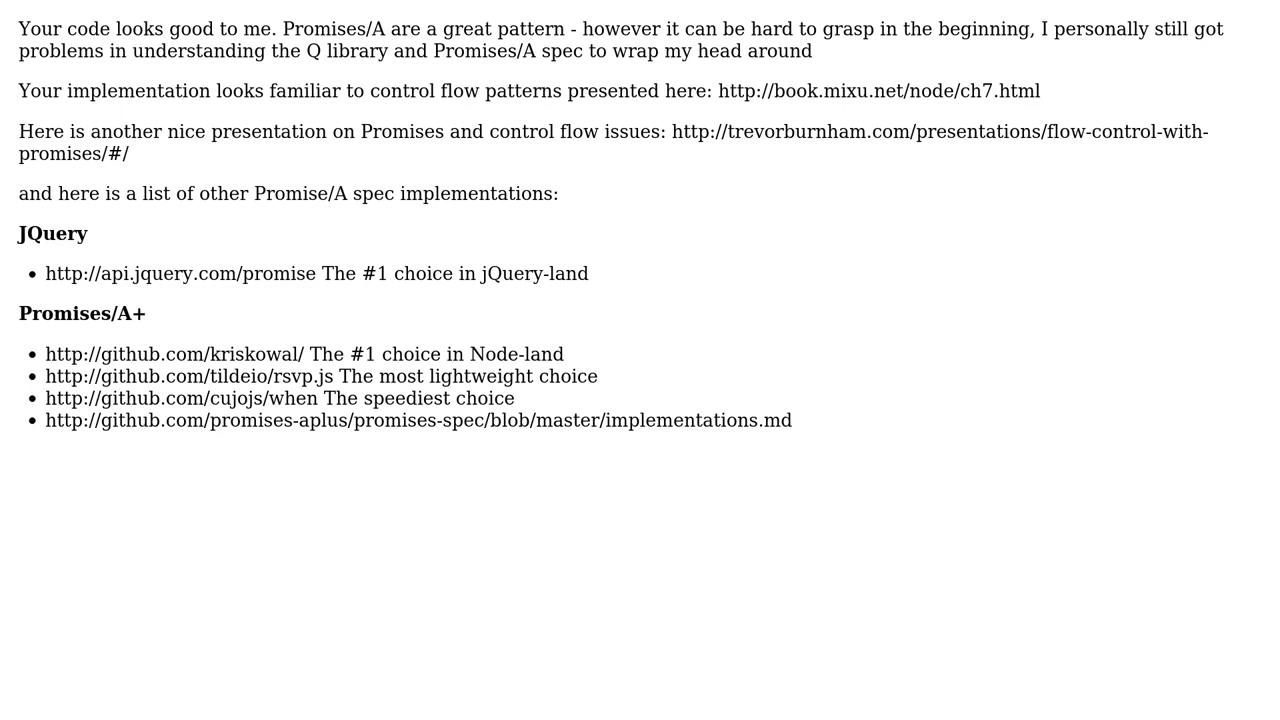 Your code looks good to me. Promises/A are a great pattern - however it can be hard to grasp in the beginning, I personally still got
problems in understanding the Q library and Promises/A spec to wrap my head around
Your implementation looks familiar to control flow patterns presented here: http://book.mixu.net/node/ch7.html
Here is another nice presentation on Promises and control flow issues: http://trevorburnham.com/presentations/flow-control-with-
promises/#/
and here is a list of other Promise/A spec implementations:
JQuery
• http://api.jquery.com/promise The #1 choice in jQuery-land
Promises/A+
• http://github.com/kriskowal/ The #1 choice in Node-land
• http://github.com/tildeio/rsvp.js The most lightweight choice
• http://github.com/cujojs/when The speediest choice
• http://github.com/promises-aplus/promises-spec/blob/master/implementations.md